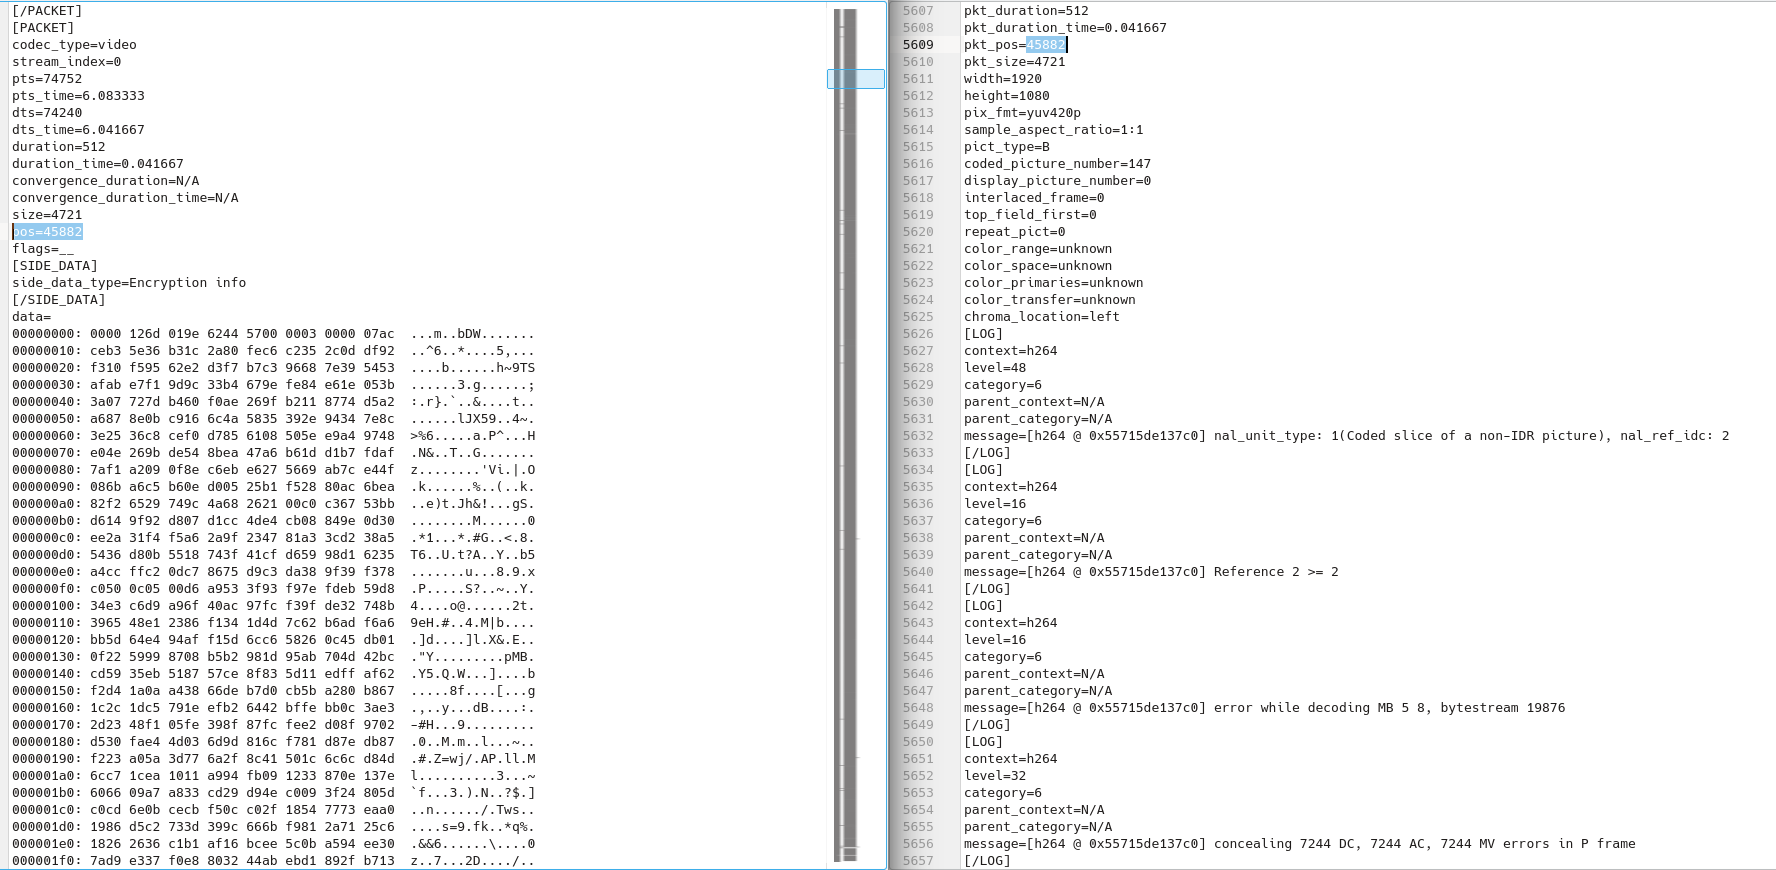 [/PACKET]
[PACKET]
codec_type=video
stream_index=0
pts=74752
pts_time=6.083333
dts=74240
dts_time=6.041667
duration=512
duration_time=0.041667
convergence_duration=N/A
convergence_duration_time=N/A
size=4721
pos=45882
flags=__
[SIDE_DATA]
side_data_type=Encryption info
[/SIDE_DATA]
data=
00000000: 0000 126d 019e 6244 5700 0003 0000 07ac  ...m..bDW.......
00000010: ceb3 5e36 b31c 2a80 fec6 c235 2c0d df92  ..^6..*....5,...
00000020: f310 f595 62e2 d3f7 b7c3 9668 7e39 5453  ....b......h~9TS
00000030: afab e7f1 9d9c 33b4 679e fe84 e61e 053b  ......3.g......;
00000040: 3a07 727d b460 f0ae 269f b211 8774 d5a2  :.r}.`..&....t..
00000050: a687 8e0b c916 6c4a 5835 392e 9434 7e8c  ......lJX59..4~.
00000060: 3e25 36c8 cef0 d785 6108 505e e9a4 9748  >%6.....a.P^...H
00000070: e04e 269b de54 8bea 47a6 b61d d1b7 fdaf  .N&..T..G.......
00000080: 7af1 a209 0f8e c6eb e627 5669 ab7c e44f  z........'Vi.|.O
00000090: 086b a6c5 b60e d005 25b1 f528 80ac 6bea  .k......%..(..k.
000000a0: 82f2 6529 749c 4a68 2621 00c0 c367 53bb  ..e)t.Jh&!...gS.
000000b0: d614 9f92 d807 d1cc 4de4 cb08 849e 0d30  ........M......0
000000c0: ee2a 31f4 f5a6 2a9f 2347 81a3 3cd2 38a5  .*1...*.#G..<.8.
000000d0: 5436 d80b 5518 743f 41cf d659 98d1 6235  T6..U.t?A..Y..b5
000000e0: a4cc ffc2 0dc7 8675 d9c3 da38 9f39 f378  .......u...8.9.x
000000f0: c050 0c05 00d6 a953 3f93 f97e fdeb 59d8  .P.....S?..~..Y.
00000100: 34e3 c6d9 a96f 40ac 97fc f39f de32 748b  4....o@......2t.
00000110: 3965 48e1 2386 f134 1d4d 7c62 b6ad f6a6  9eH.#..4.M|b....
00000120: bb5d 64e4 94af f15d 6cc6 5826 0c45 db01  .]d....]l.X&.E..
00000130: 0f22 5999 8708 b5b2 981d 95ab 704d 42bc  ."Y.........pMB.
00000140: cd59 35eb 5187 57ce 8f83 5d11 edff af62  .Y5.Q.W...]....b
00000150: f2d4 1a0a a438 66de b7d0 cb5b a280 b867  .....8f....[...g
00000160: 1c2c 1dc5 791e efb2 6442 bffe bb0c 3ae3  .,..y...dB....:.
00000170: 2d23 48f1 05fe 398f 87fc fee2 d08f 9702  -#H...9.........
00000180: d530 fae4 4d03 6d9d 816c f781 d87e db87  .0..M.m..l...~..
00000190: f223 a05a 3d77 6a2f 8c41 501c 6c6c d84d  .#.Z=wj/.AP.ll.M
000001a0: 6cc7 1cea 1011 a994 fb09 1233 870e 137e  l..........3...~
000001b0: 6066 09a7 a833 cd29 d94e c009 3f24 805d  `f...3.).N..?$.]
000001c0: c0cd 6e0b cecb f50c c02f 1854 7773 eaa0  ..n....../.Tws..
000001d0: 1986 d5c2 733d 399c 666b f981 2a71 25c6  ....s=9.fk..*q%.
000001e0: 1826 2636 c1b1 af16 bcee 5c0b a594 ee30  .&&6......\....0
000001f0: 7ad9 e337 f0e8 8032 44ab ebd1 892f b713  z..7...2D..../..
5607 pkt_duration=512
5608 pkt_duration_time=0.041667
5609 pkt_pos=45882
5610 pkt_size=4721
5611 width=1920
5612 height=1080
5613 pix_fmt=yuv420p
5614 sample_aspect_ratio=1:1
5615 pict_type=B
5616 coded_picture_number=147
5617 display_picture_number=0
5618 interlaced_frame=0
5619 top_field_first=0
5620 repeat_pict=0
5621 color_range=unknown
5622 color_space=unknown
5623 color_primaries=unknown
5624 color_transfer=unknown
5625 chroma_location=left
5626 [LOG]
5627 context=h264
5628 level=48
5629 category=6
5630 parent_context=N/A
5631 parent_category=N/A
5632 message=[h264 @ 0x55715de137c0] nal_unit_type: 1(Coded slice of a non-IDR picture), nal_ref_idc: 2
5633 [/LOG]
5634 [LOG]
5635 context=h264
5636 level=16
5637 category=6
5638 parent_context=N/A
5639 parent_category=N/A
5640 message=[h264 @ 0x55715de137c0] Reference 2 >= 2
5641 [/LOG]
5642 [LOG]
5643 context=h264
5644 level=16
5645 category=6
5646 parent_context=N/A
5647 parent_category=N/A
5648 message=[h264 @ 0x55715de137c0] error while decoding MB 5 8, bytestream 19876
5649 [/LOG]
5650 [LOG]
5651 context=h264
5652 level=32
5653 category=6
5654 parent_context=N/A
5655 parent_category=N/A
5656 message=[h264 @ 0x55715de137c0] concealing 7244 DC, 7244 AC, 7244 MV errors in P frame
5657 [/LOG]